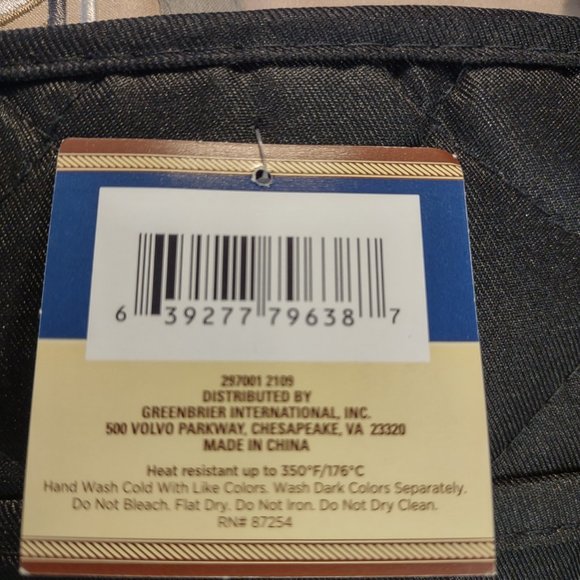 6 39277 79638 7
297001 2109
DISTRIBUTED BY
GREENBRIER INTERNATIONAL, INC.
500 VOLVO PARKWAY, CHESAPEAKE, VA 23320
MADE IN CHINA
Heat resistant up to 350°F/176°C
Hand Wash Cold With Like Colors. Wash Dark Colors Separately.
Do Not Bleach. Flat Dry. Do Not Iron. Do Not Dry Clean.
RN# 87254